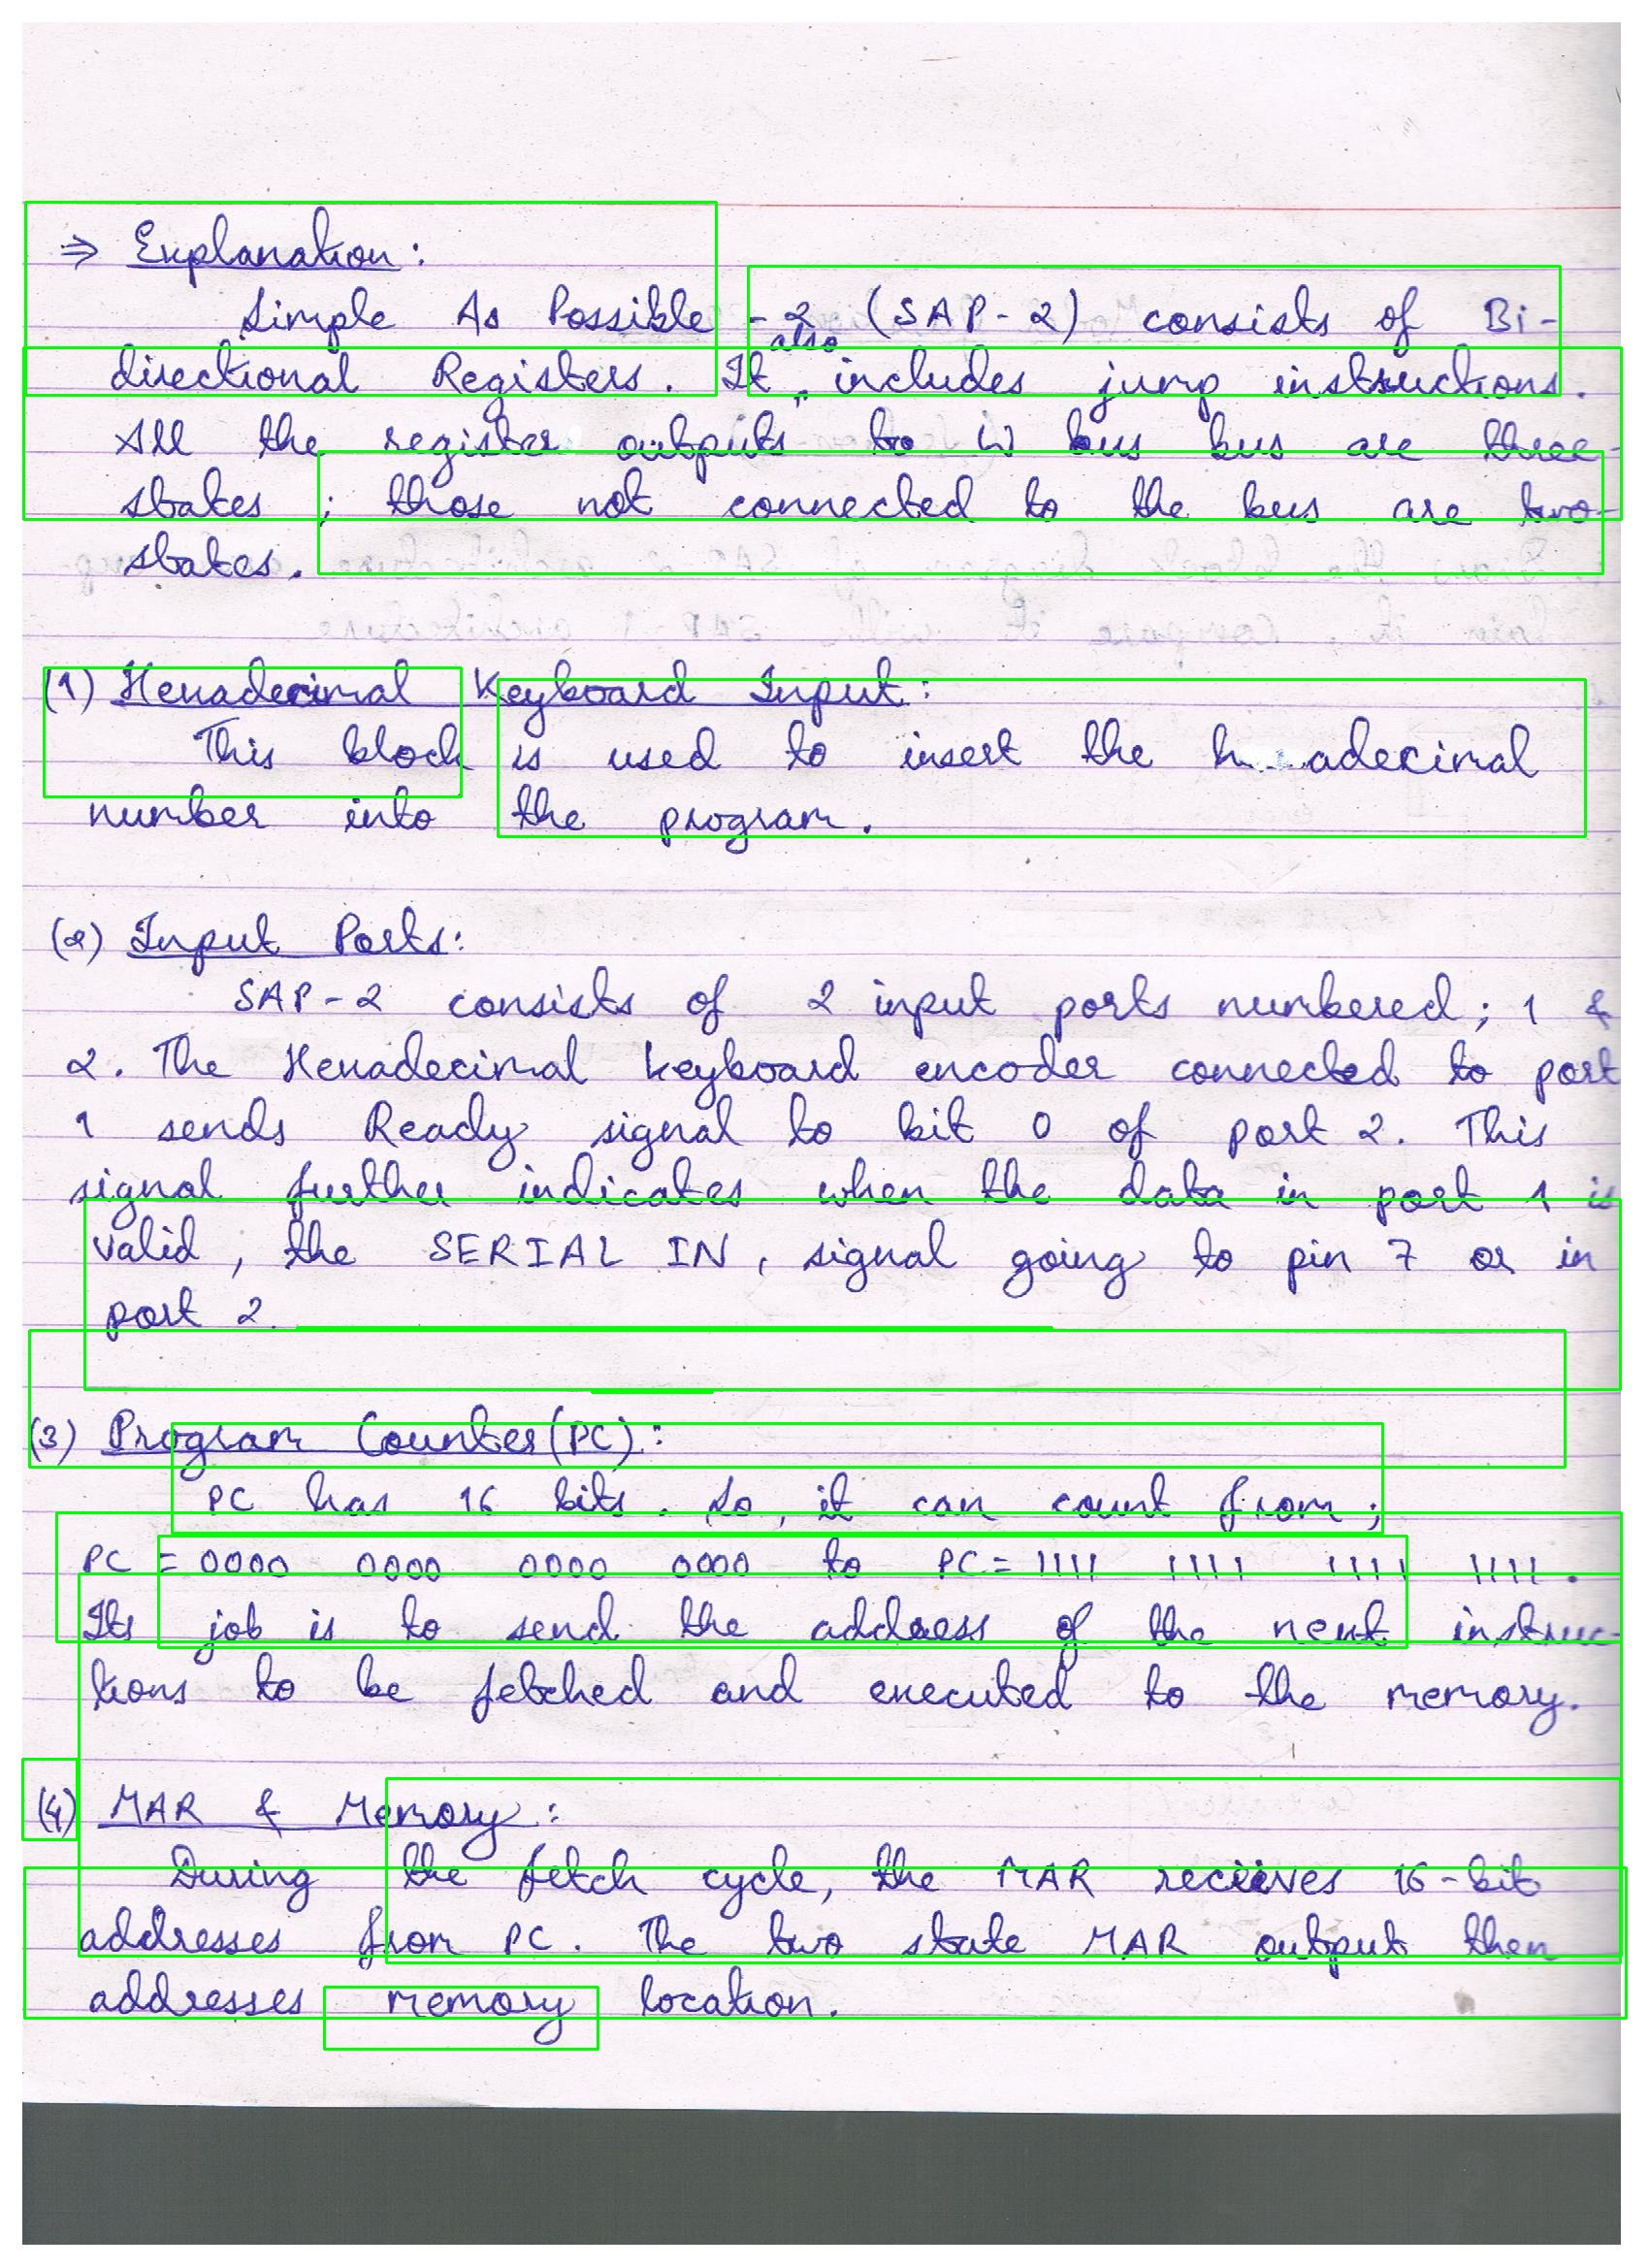 ⇒ Explanation:
Simple As Possible - 2 (SAP-2) consists of Bi-
directional Registers. It also includes jump instructions.
All the register outputs to W bus bus are three-
states ; those not connected to the bus are two-
states.
(1) Hexadecimal Keyboard Input:
This block is used to insert the h adecimal
number into the program.
(2) Input Ports:
SAP-2 consists of 2 input ports numbered; 1 &
2. The Hexadecimal keyboard encoder connected to port
1 sends Ready signal to bit 0 of port 2. This
signal further indicates when the data in port 1 is
valid, the SERIAL IN, signal going to pin 7 or in
port 2.
(3) Program Counter (PC):
PC has 16 bits. So, it can count from;
PC = 0000 0000 0000 0000 to PC = 1111 1111 1111 1111.
Its job is to send the address of the next instruc-
tions to be fetched and executed to the memory.
(4) MAR & Memory:
During the fetch cycle, the MAR receives 16-bit
addresses from PC. The two state MAR output then
addresses memory location.